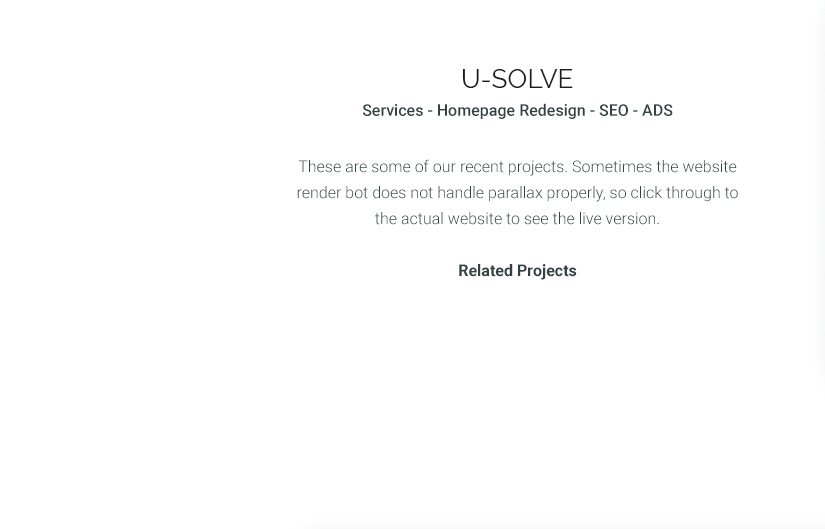 U-SOLVE
Services - Homepage Redesign - SEO - ADS
These are some of our recent projects. Sometimes the website
render bot does not handle parallax properly, so click through to
the actual website to see the live version.
Related Projects